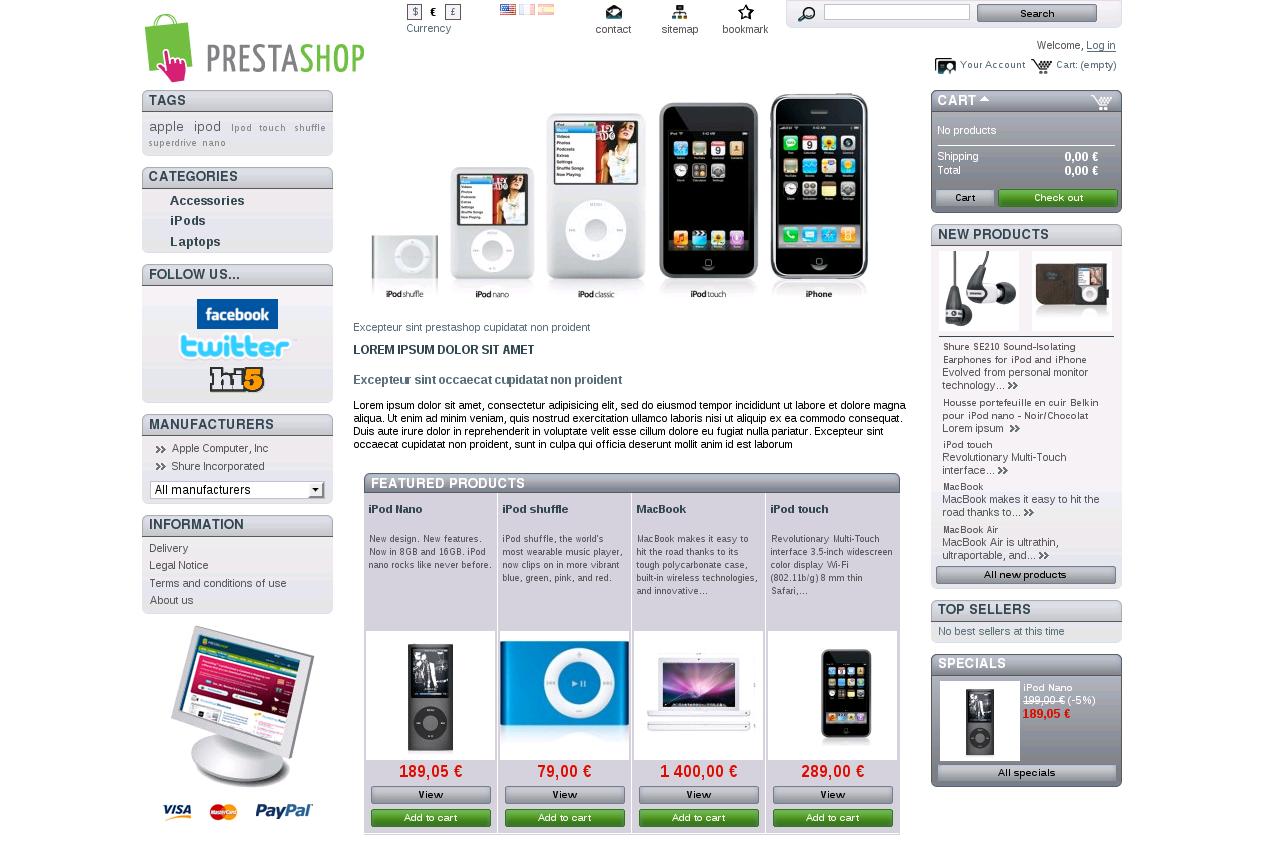 $ € £
Currency
contact
sitemap
bookmark
Search
PRESTASHOP
Welcome, Log in
Your Account
Cart: (empty)
TAGS
apple ipod Ipod touch shuffle
superdrive nano
CATEGORIES
Accessories
iPods
Laptops
FOLLOW US...
facebook
twitter
hi5
MANUFACTURERS
Apple Computer, Inc
Shure Incorporated
All manufacturers
INFORMATION
Delivery
Legal Notice
Terms and conditions of use
About us
VISA MasterCard PayPal
iPod shuffle
iPod nano
iPod classic
iPod touch
iPhone
Excepteur sint prestashop cupidatat non proident
LOREM IPSUM DOLOR SIT AMET
Excepteur sint occaecat cupidatat non proident
Lorem ipsum dolor sit amet, consectetur adipisicing elit, sed do eiusmod tempor incididunt ut labore et dolore magna
aliqua. Ut enim ad minim veniam, quis nostrud exercitation ullamco laboris nisi ut aliquip ex ea commodo consequat.
Duis aute irure dolor in reprehenderit in voluptate velit esse cillum dolore eu fugiat nulla pariatur. Excepteur sint
occaecat cupidatat non proident, sunt in culpa qui officia deserunt mollit anim id est laborum
FEATURED PRODUCTS
iPod Nano
New design. New features.
Now in 8GB and 16GB. iPod
nano rocks like never before.
189,05 €
View
Add to cart
iPod shuffle
iPod shuffle, the world's
most wearable music player,
now clips on in more vibrant
blue, green, pink, and red.
79,00 €
View
Add to cart
MacBook
MacBook makes it easy to
hit the road thanks to its
tough polycarbonate case,
built-in wireless technologies,
and innovative...
1 400,00 €
View
Add to cart
iPod touch
Revolutionary Multi-Touch
interface 3.5-inch widescreen
color display Wi-Fi
(802.11b/g) 8 mm thin
Safari,...
289,00 €
View
Add to cart
CART
No products
Shipping 0,00 €
Total 0,00 €
Cart
Check out
NEW PRODUCTS
Shure SE210 Sound-Isolating
Earphones for iPod and iPhone
Evolved from personal monitor
technology...
Housse portefeuille en cuir Belkin
pour iPod nano - Noir/Chocolat
Lorem ipsum
iPod touch
Revolutionary Multi-Touch
interface...
MacBook
MacBook makes it easy to hit the
road thanks to...
MacBook Air
MacBook Air is ultrathin,
ultraportable, and...
All new products
TOP SELLERS
No best sellers at this time
SPECIALS
iPod Nano
199,00 € (-5%)
189,05 €
All specials